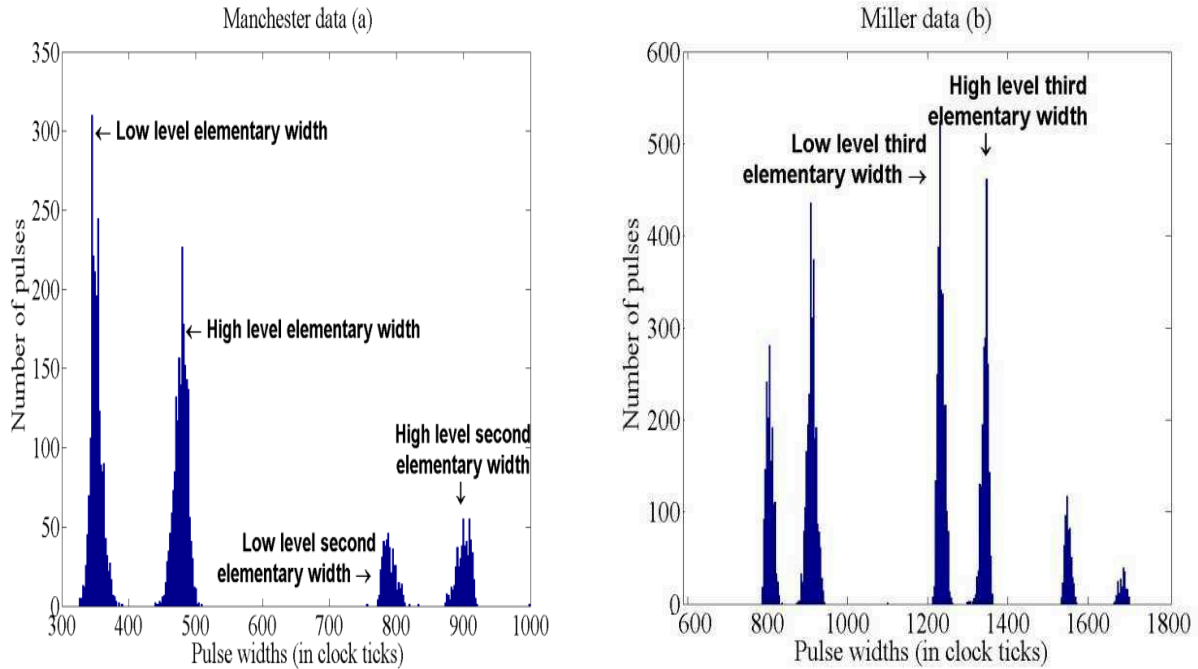 Manchester data (a)
350
300
250
200
150
100
50
0
300
400
500
600
700
800
900
1000
Number of pulses
Pulse widths (in clock ticks)
← Low level elementary width
← High level elementary width
High level second
elementary width
↓
Low level second
elementary width →
Miller data (b)
600
500
400
300
200
100
0
600
800
1000
1200
1400
1600
1800
Number of pulses
Pulse widths (in clock ticks)
High level third
elementary width
↓
Low level third
elementary width →